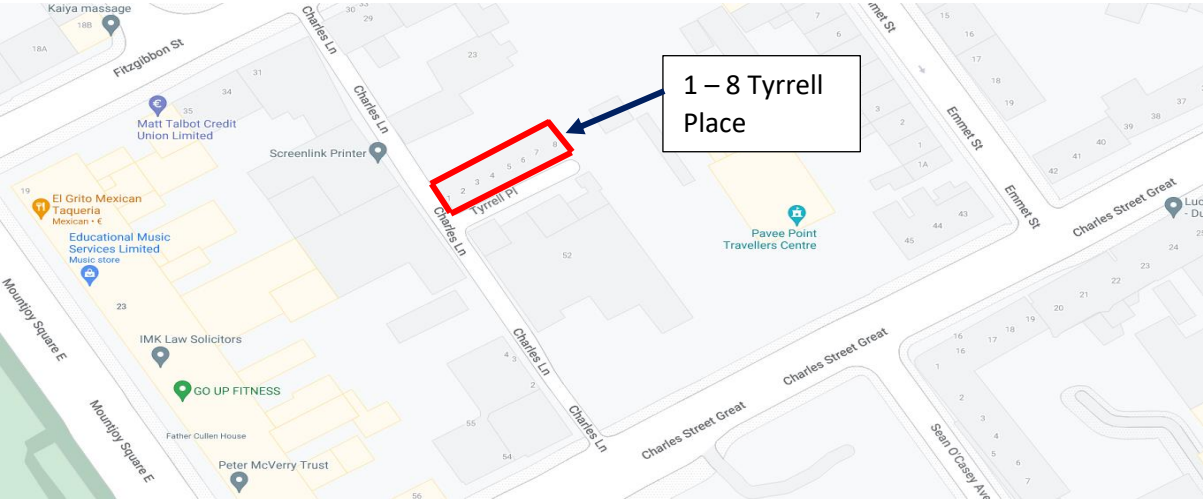 Kaiya massage
18B
18A
Fitzgibbon St
31
34
35
Matt Talbot Credit
Union Limited
Charles Ln
30
29
33
23
Charles Ln
Screenlink Printer
1 – 8 Tyrrell
Place
1
2
3
4
5
6
7
8
Tyrrell Pl
Charles Ln
52
7
6
Emmet St
15
16
17
18
19
3
2
1
1A
Emmet St
37
38
39
40
41
42
Emmet St
Charles Street Great
Luc
- Du
43
44
45
Pavee Point
Travellers Centre
19
El Grito Mexican
Taqueria
Mexican • €
Educational Music
Services Limited
Music store
23
Mountjoy Square E
IMK Law Solicitors
GO UP FITNESS
Father Cullen House
Mountjoy Square E
Peter McVerry Trust
Charles Ln
4
3
2
Charles Ln
55
54
56
Charles Street Great
Charles Street Great
25
24
23
22
21
20
19
18
17
16
16
1
2
3
4
5
6
7
Sean O'Casey Ave